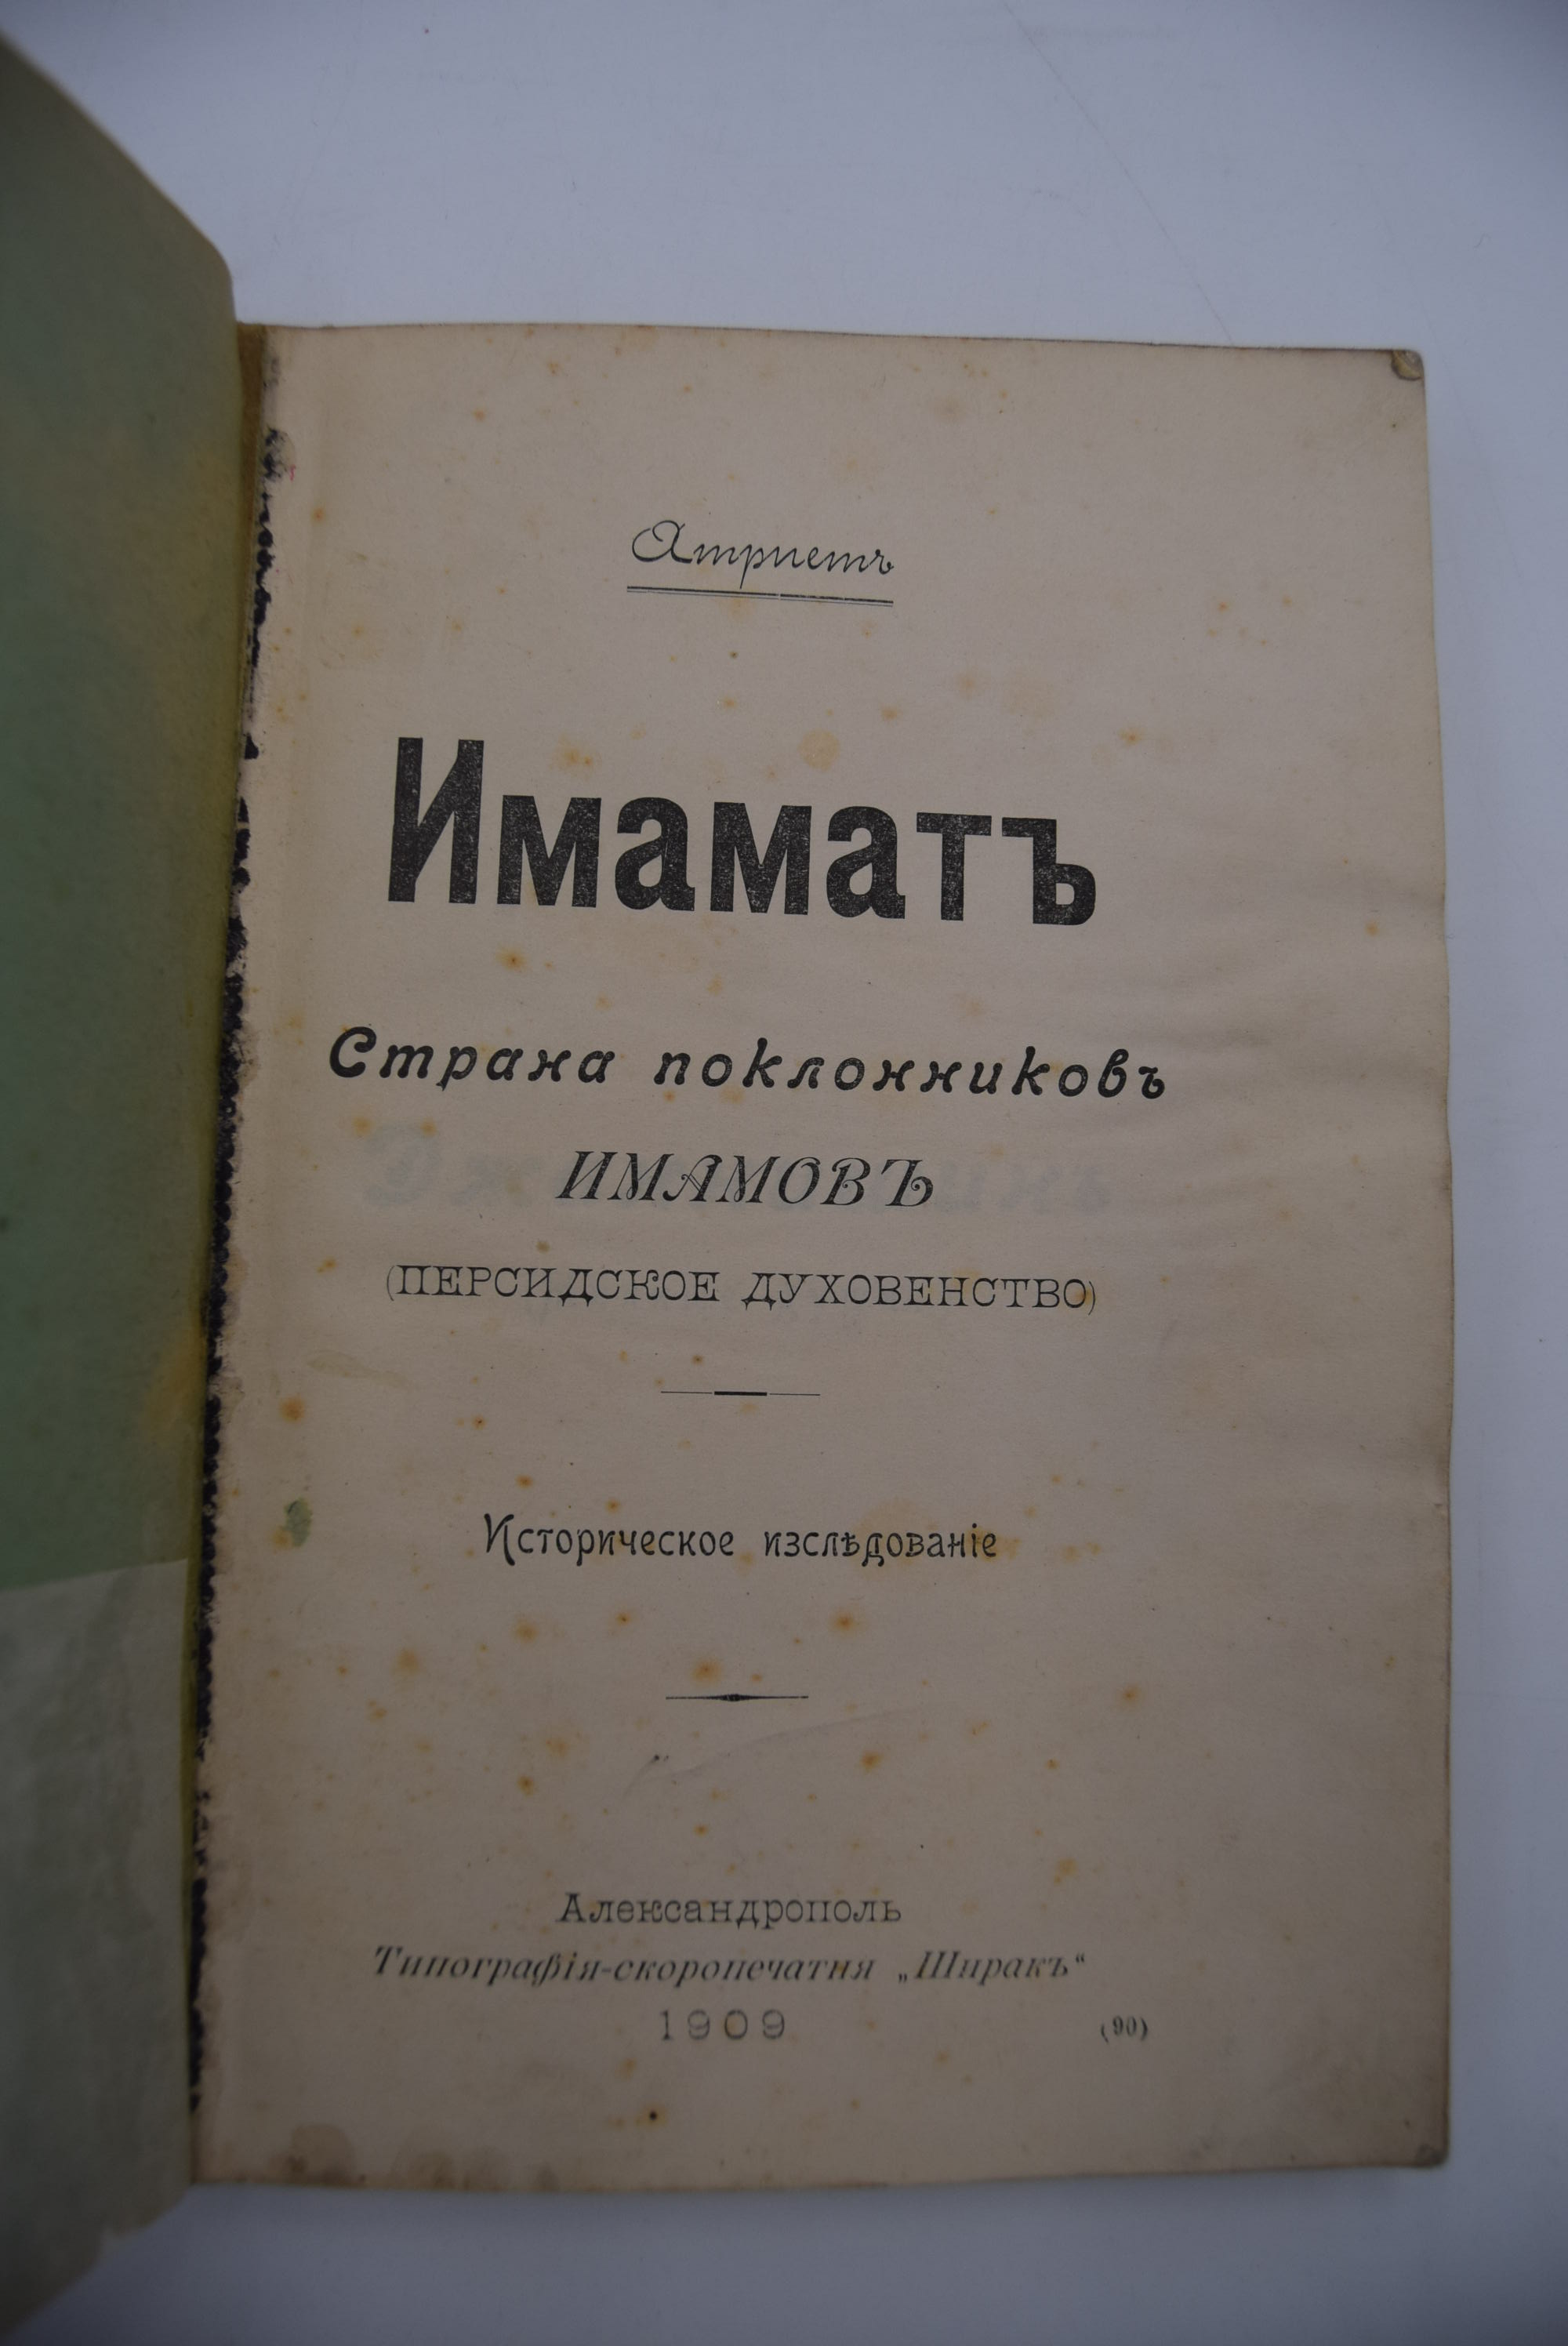 Атрпетъ
Имаматъ
Страна поклонниковъ
ИМАМОВЪ
(ПЕРСИДСКОЕ ДУХОВЕНСТВО)
Историческое изслѣдованіе
Александрополь
Типографія-скоропечатня „Ширакъ“
1909
(90)